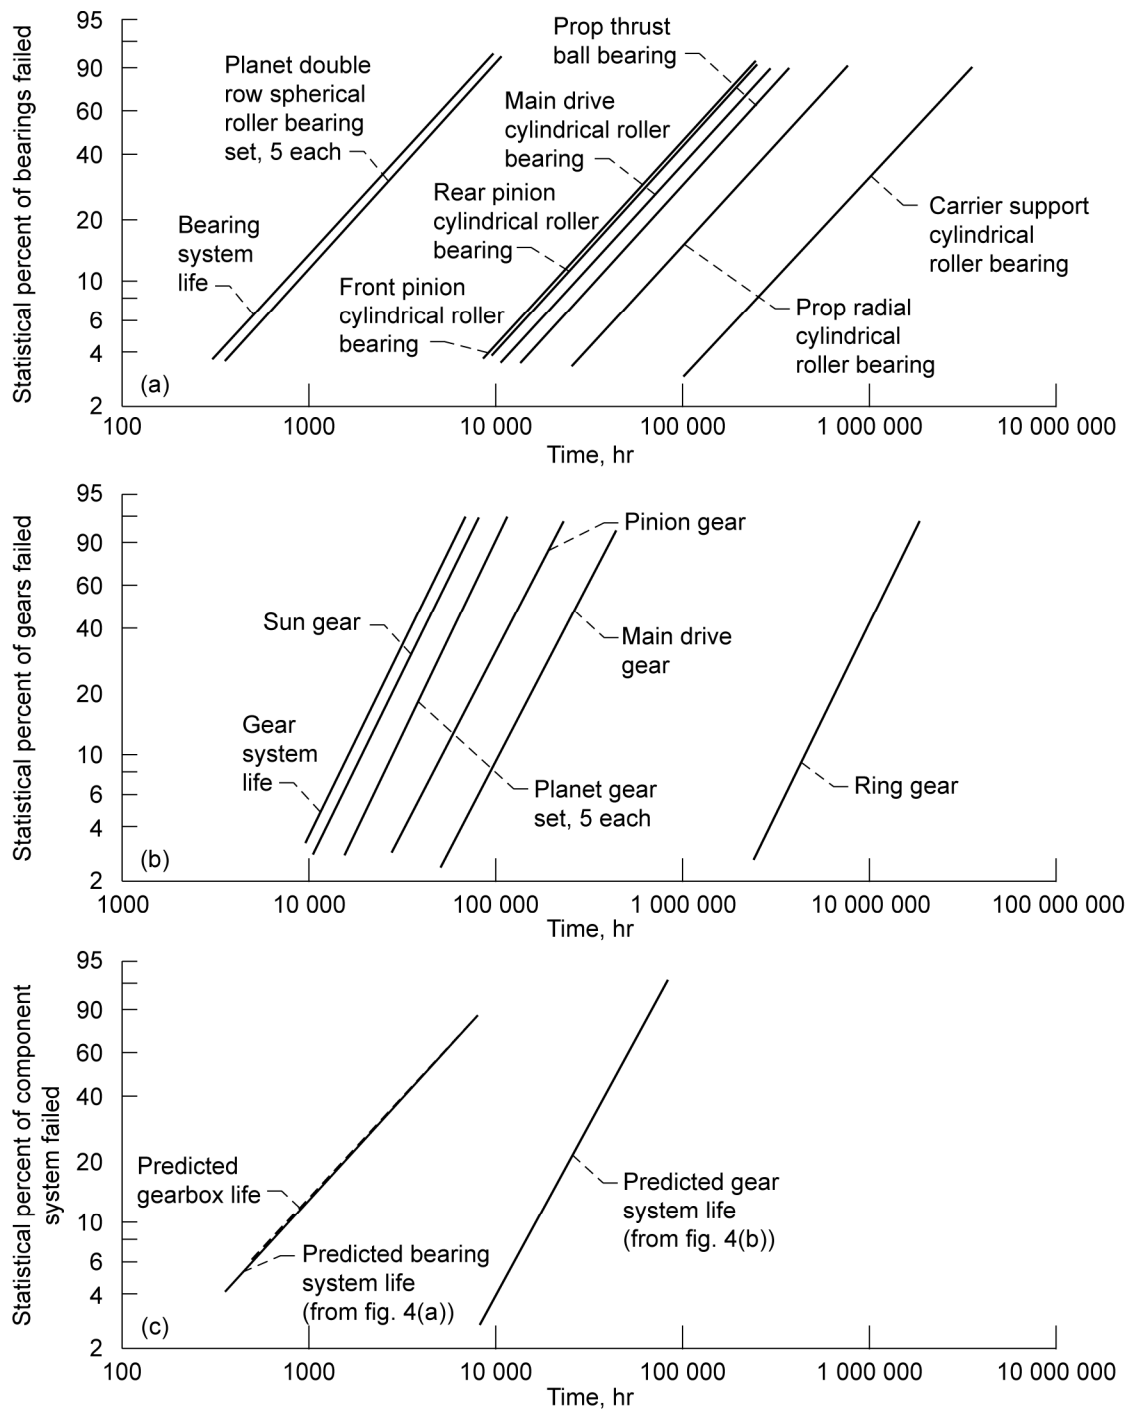 95
90
60
40
20
10
6
4
2
Statistical percent of bearings failed
Planet double
row spherical
roller bearing
set, 5 each
Bearing
system
life
Prop thrust
ball bearing
Main drive
cylindrical roller
bearing
Rear pinion
cylindrical roller
bearing
Front pinion
cylindrical roller
bearing
Carrier support
cylindrical
roller bearing
Prop radial
cylindrical
roller bearing
(a)
100
1000
10 000
100 000
1 000 000
10 000 000
Time, hr
95
90
60
40
20
10
6
4
2
Statistical percent of gears failed
Pinion gear
Sun gear
Main drive
gear
Gear
system
life
Planet gear
set, 5 each
Ring gear
(b)
1000
10 000
100 000
1 000 000
10 000 000
100 000 000
Time, hr
95
90
60
40
20
10
6
4
2
Statistical percent of component
system failed
Predicted
gearbox life
Predicted bearing
system life
(from fig. 4(a))
Predicted gear
system life
(from fig. 4(b))
(c)
100
1000
10 000
100 000
1 000 000
10 000 000
Time, hr